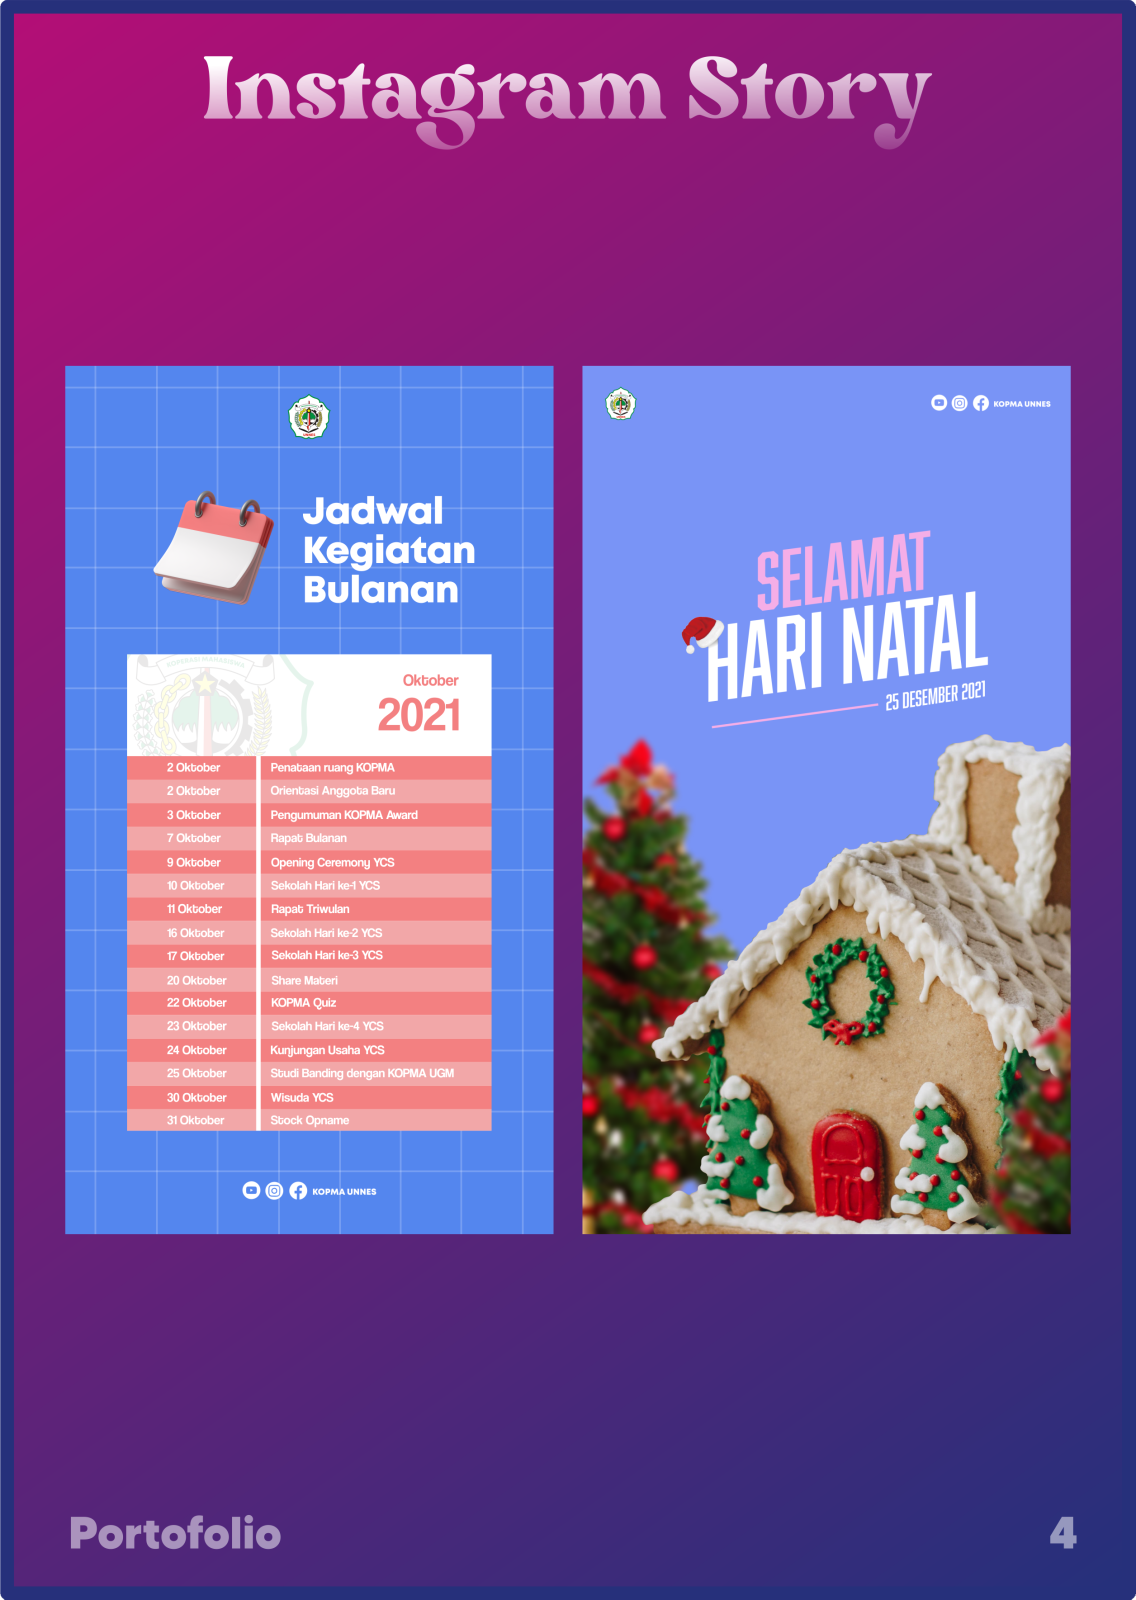 Instagram Story
Jadwal
Kegiatan
Bulanan
KOPERASI MAHASISWA
Oktober
2021
2 Oktober Penataan ruang KOPMA
2 Oktober Orientasi Anggota Baru
3 Oktober Pengumuman KOPMA Award
7 Oktober Rapat Bulanan
9 Oktober Opening Ceremony YCS
10 Oktober Sekolah Hari ke-1 YCS
11 Oktober Rapat Triwulan
16 Oktober Sekolah Hari ke-2 YCS
17 Oktober Sekolah Hari ke-3 YCS
20 Oktober Share Materi
22 Oktober KOPMA Quiz
23 Oktober Sekolah Hari ke-4 YCS
24 Oktober Kunjungan Usaha YCS
25 Oktober Studi Banding dengan KOPMA UGM
30 Oktober Wisuda YCS
31 Oktober Stock Opname
KOPMA UNNES
KOPMA UNNES
SELAMAT
HARI NATAL
25 DESEMBER 2021
Portofolio
4